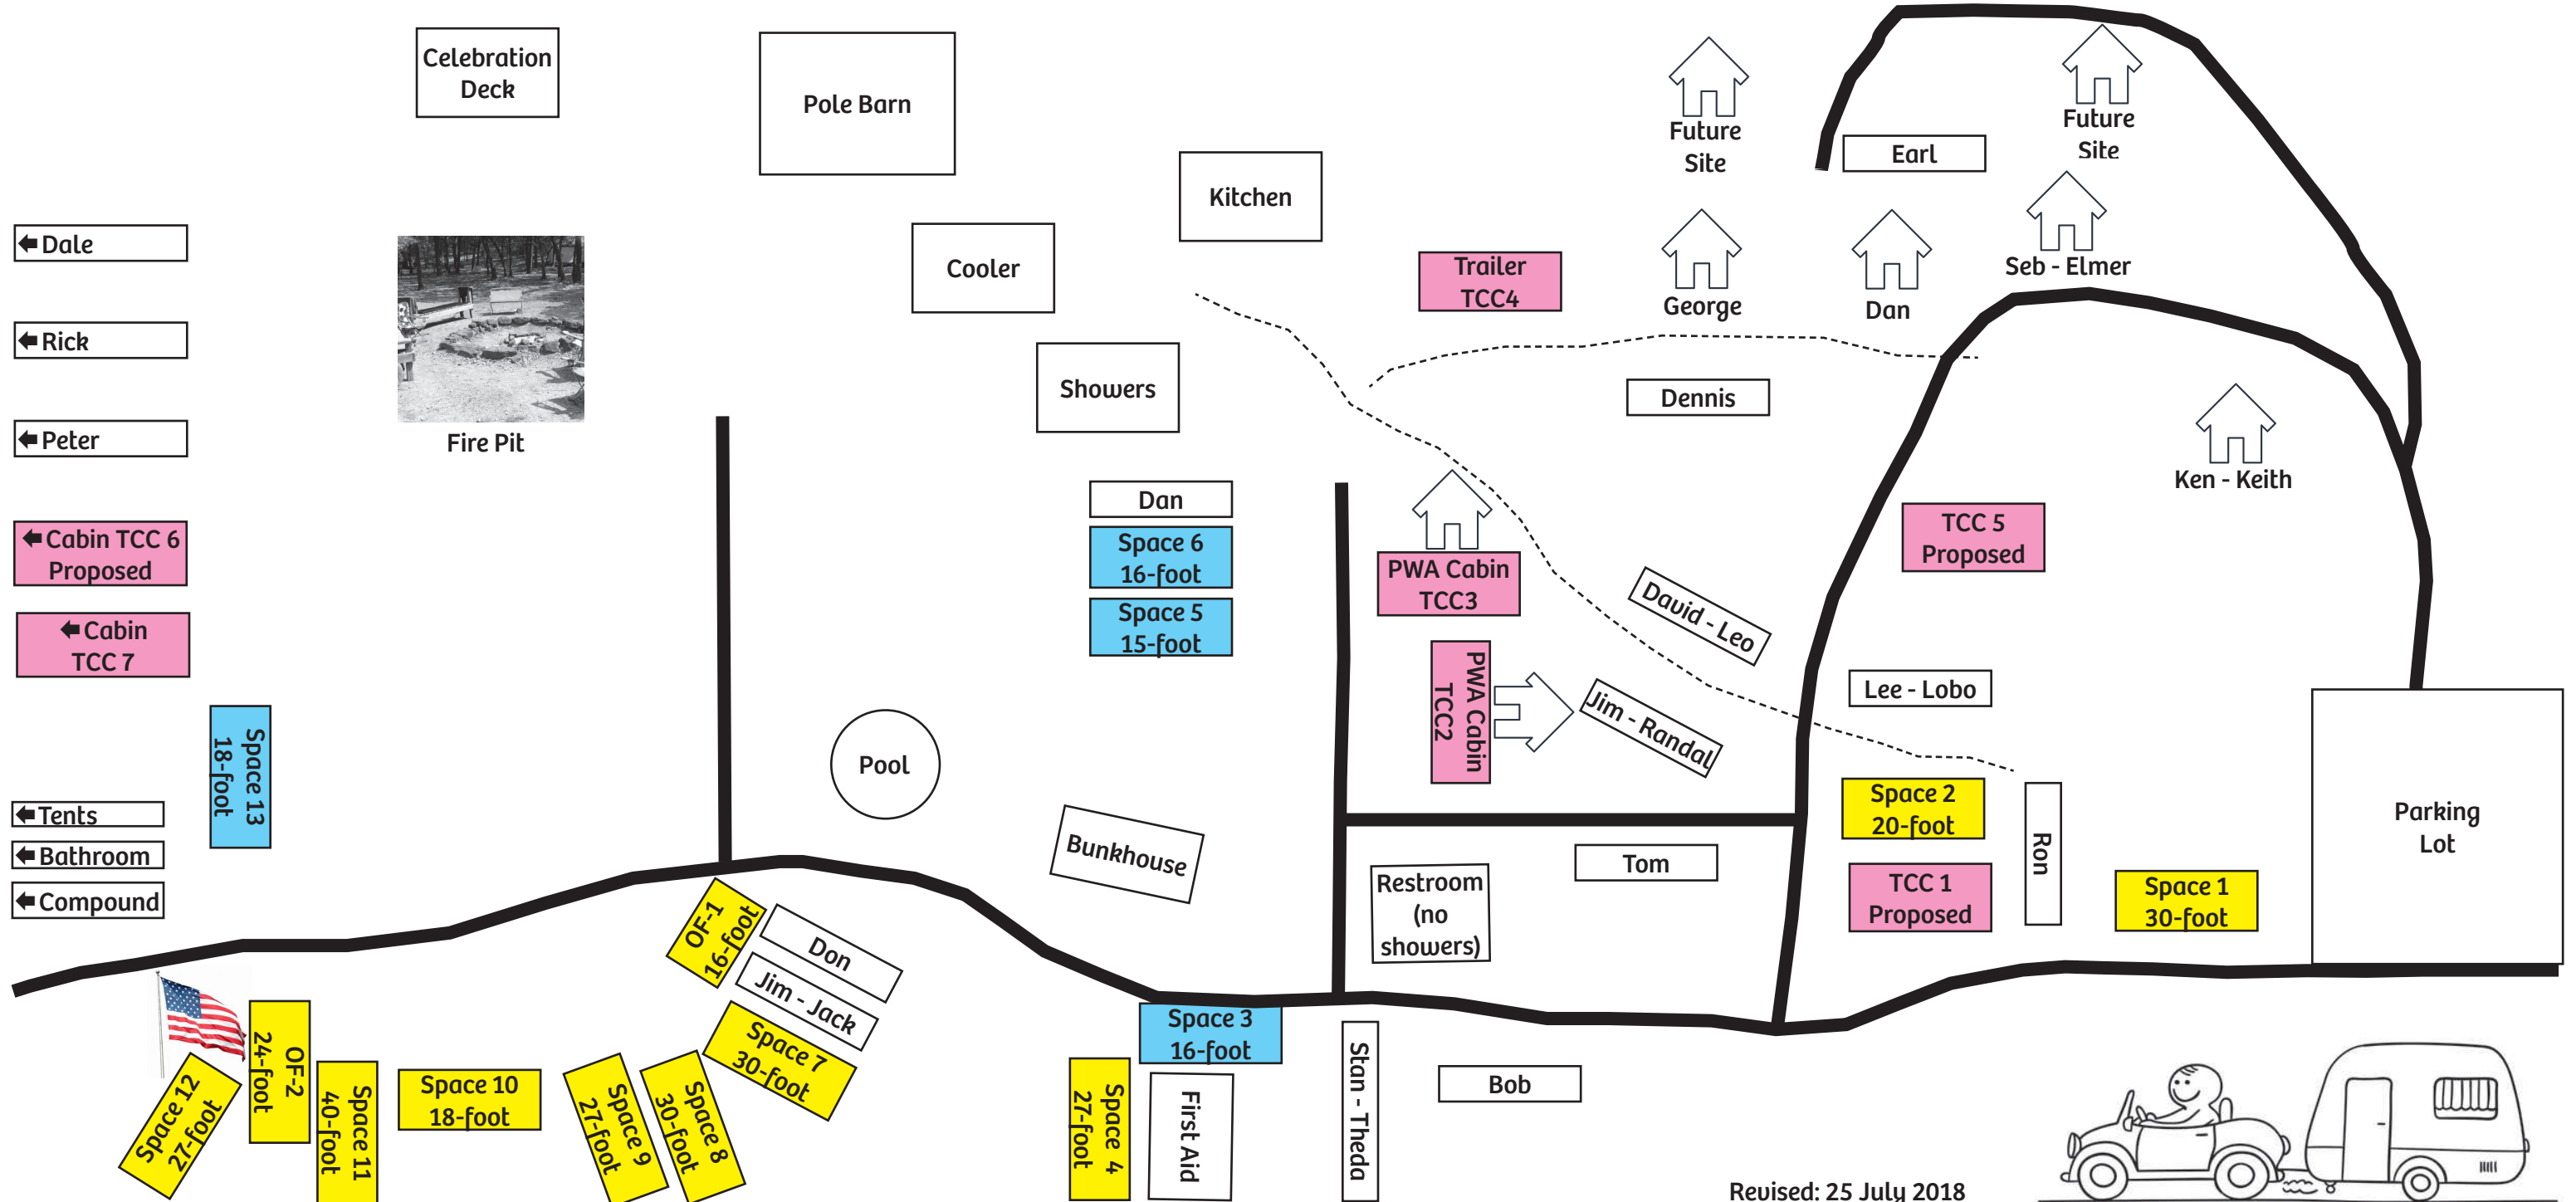 Celebration
Deck
Pole Barn
Kitchen
Cooler
Showers
Future
Site
Future
Site
Earl
Seb - Elmer
George
Dan
Trailer
TCC4
Dennis
Ken - Keith
Dale
Rick
Peter
Cabin TCC 6
Proposed
Cabin
TCC 7
Fire Pit
Dan
Space 6
16-foot
Space 5
15-foot
PWA Cabin
TCC3
PWA Cabin
TCC2
David - Leo
Jim - Randal
TCC 5
Proposed
Lee - Lobo
Space 13
18-foot
Tents
Bathroom
Compound
Pool
Bunkhouse
Restroom
(no
showers)
Tom
Space 2
20-foot
TCC 1
Proposed
Ron
Space 1
30-foot
Parking
Lot
OF-1
16-foot
Don
Jim - Jack
Space 7
30-foot
Space 12
27-foot
OF-2
24-foot
Space 11
40-foot
Space 10
18-foot
Space 9
27-foot
Space 8
30-foot
Space 4
27-foot
Space 3
16-foot
First Aid
Stan - Theda
Bob
Revised: 25 July 2018